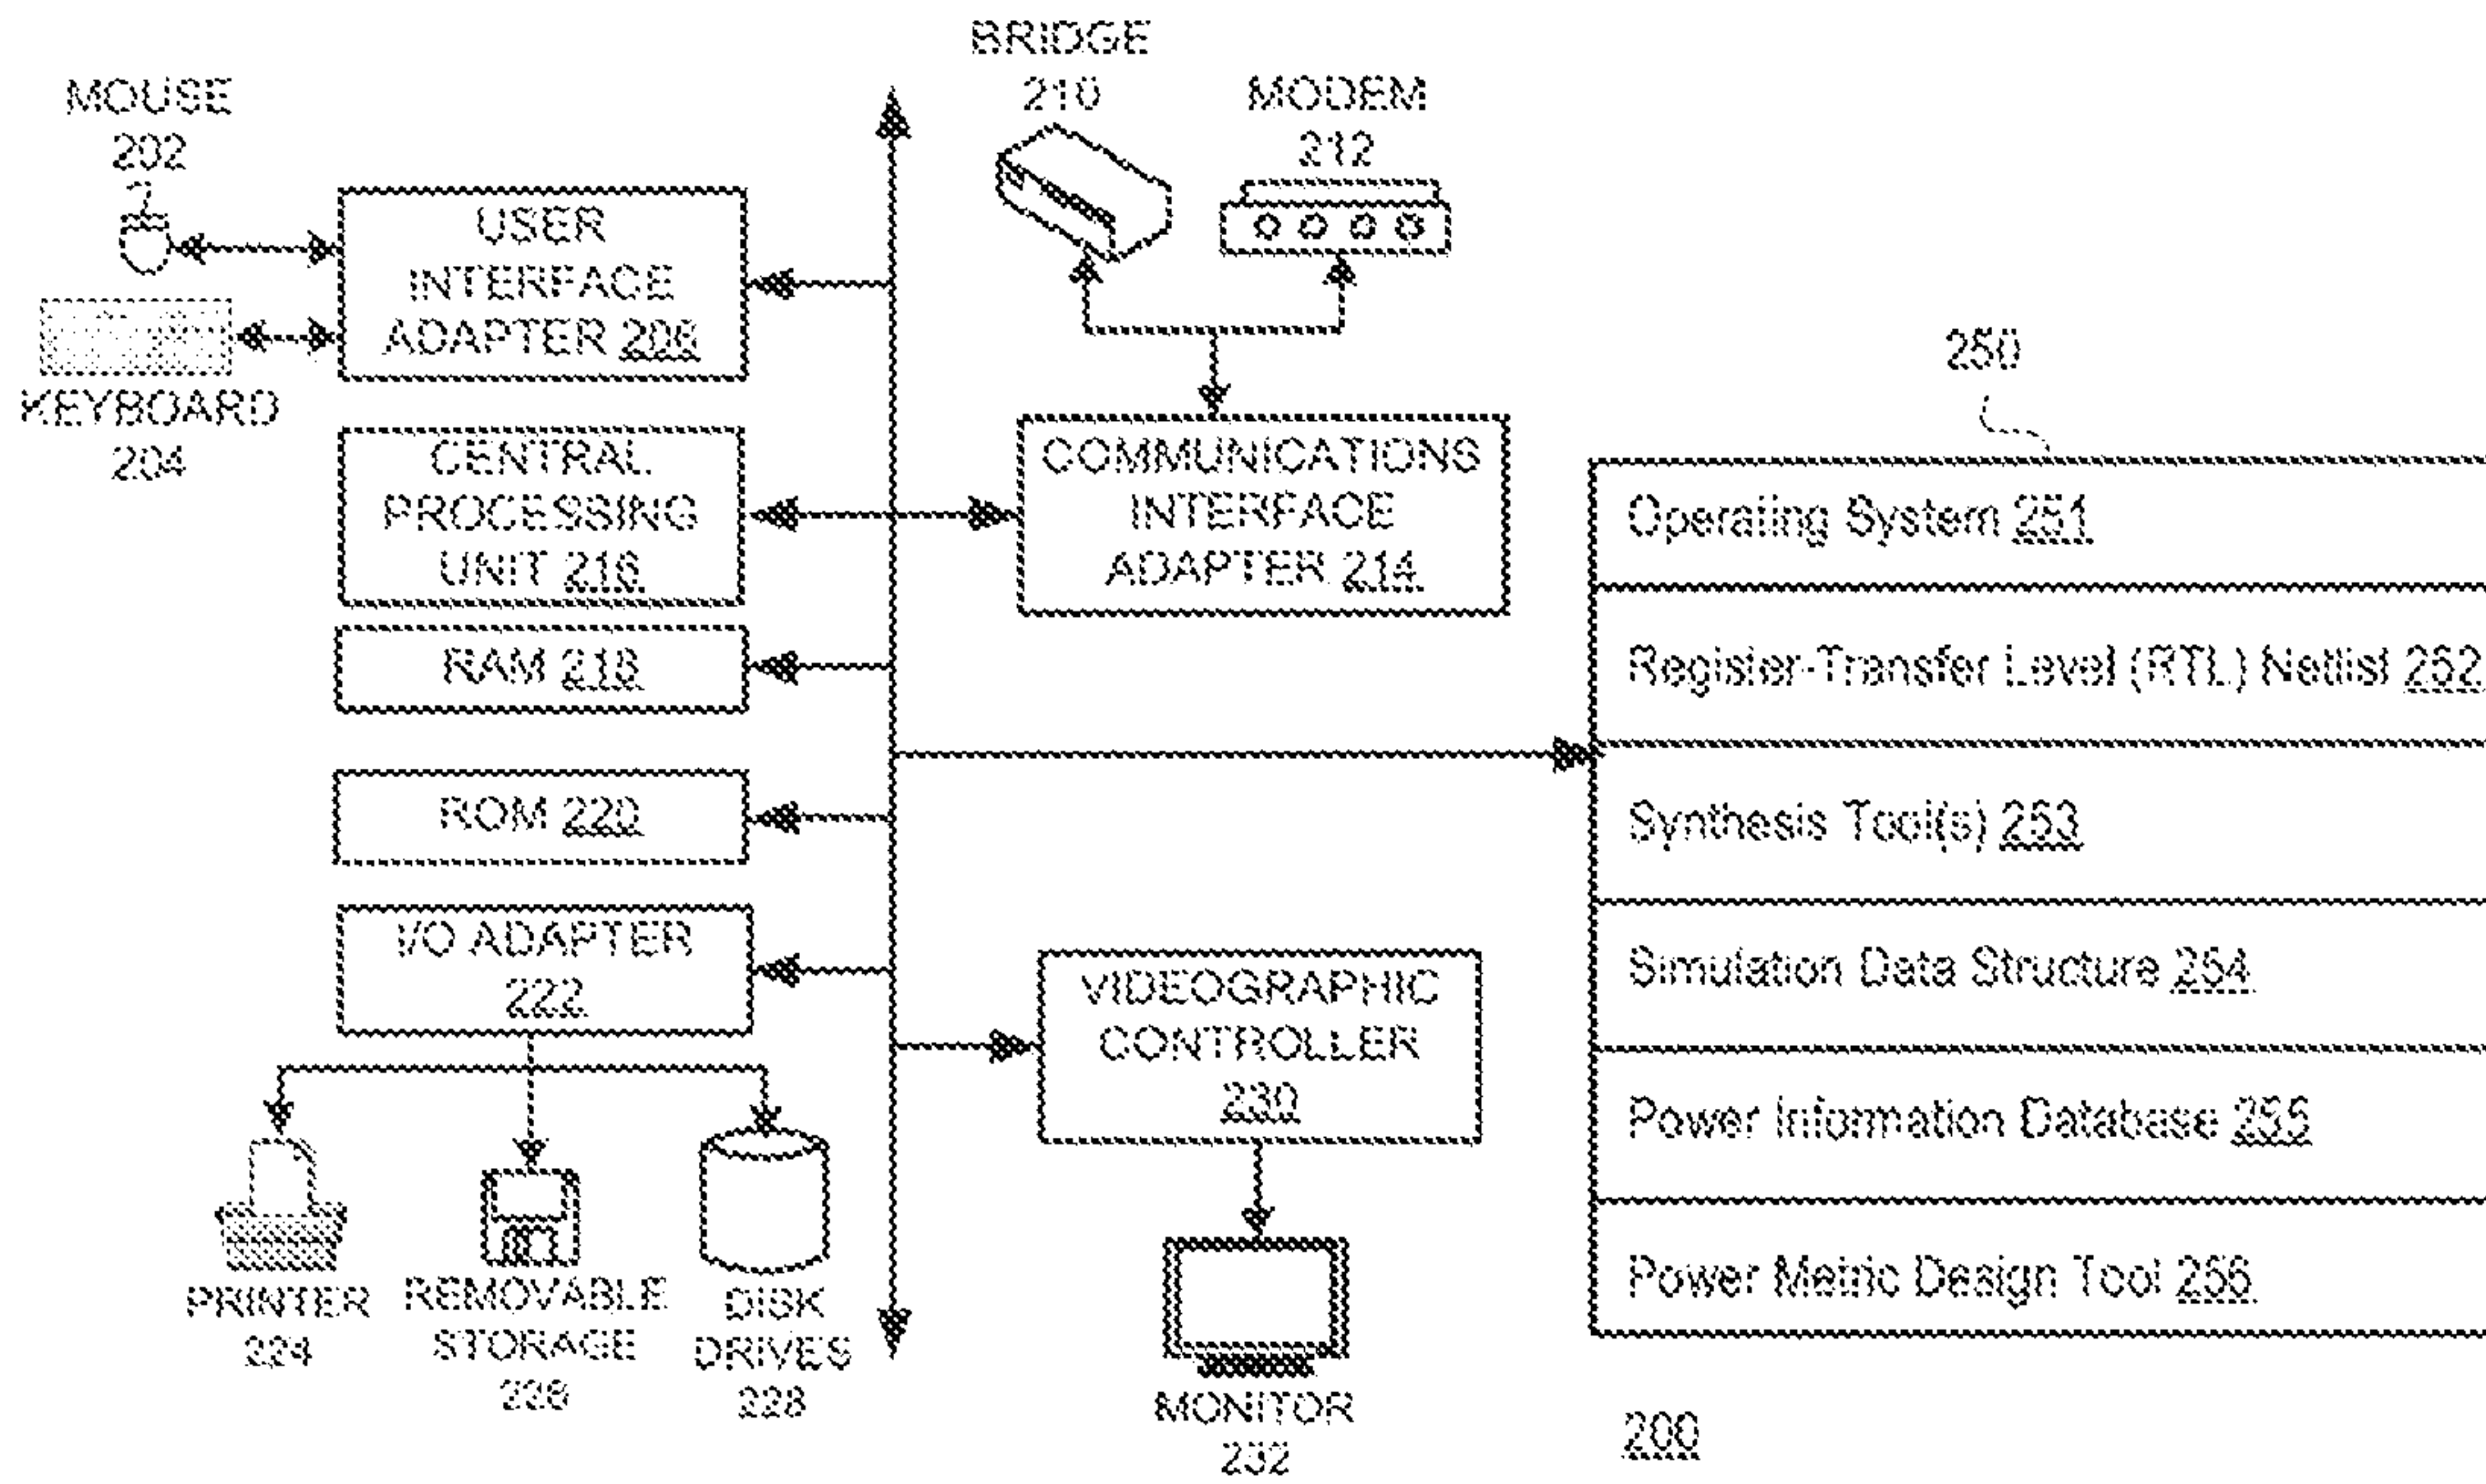 BRIDGE
210
MOUSE
202
MODEM
212
USER
INTERFACE
ADAPTER 206
KEYBOARD
204
250
CENTRAL
PROCESSING
UNIT 216
COMMUNICATIONS
INTERFACE
ADAPTER 214
RAM 218
ROM 220
I/O ADAPTER
222
PRINTER
224
REMOVABLE
STORAGE
226
DISK
DRIVES
228
VIDEOGRAPHIC
CONTROLLER
230
MONITOR
232
Operating System 251
Register-Transfer Level (RTL) Netlist 252
Synthesis Tool(s) 253
Simulation Data Structure 254
Power Information Database 255
Power Metric Design Tool 256
200